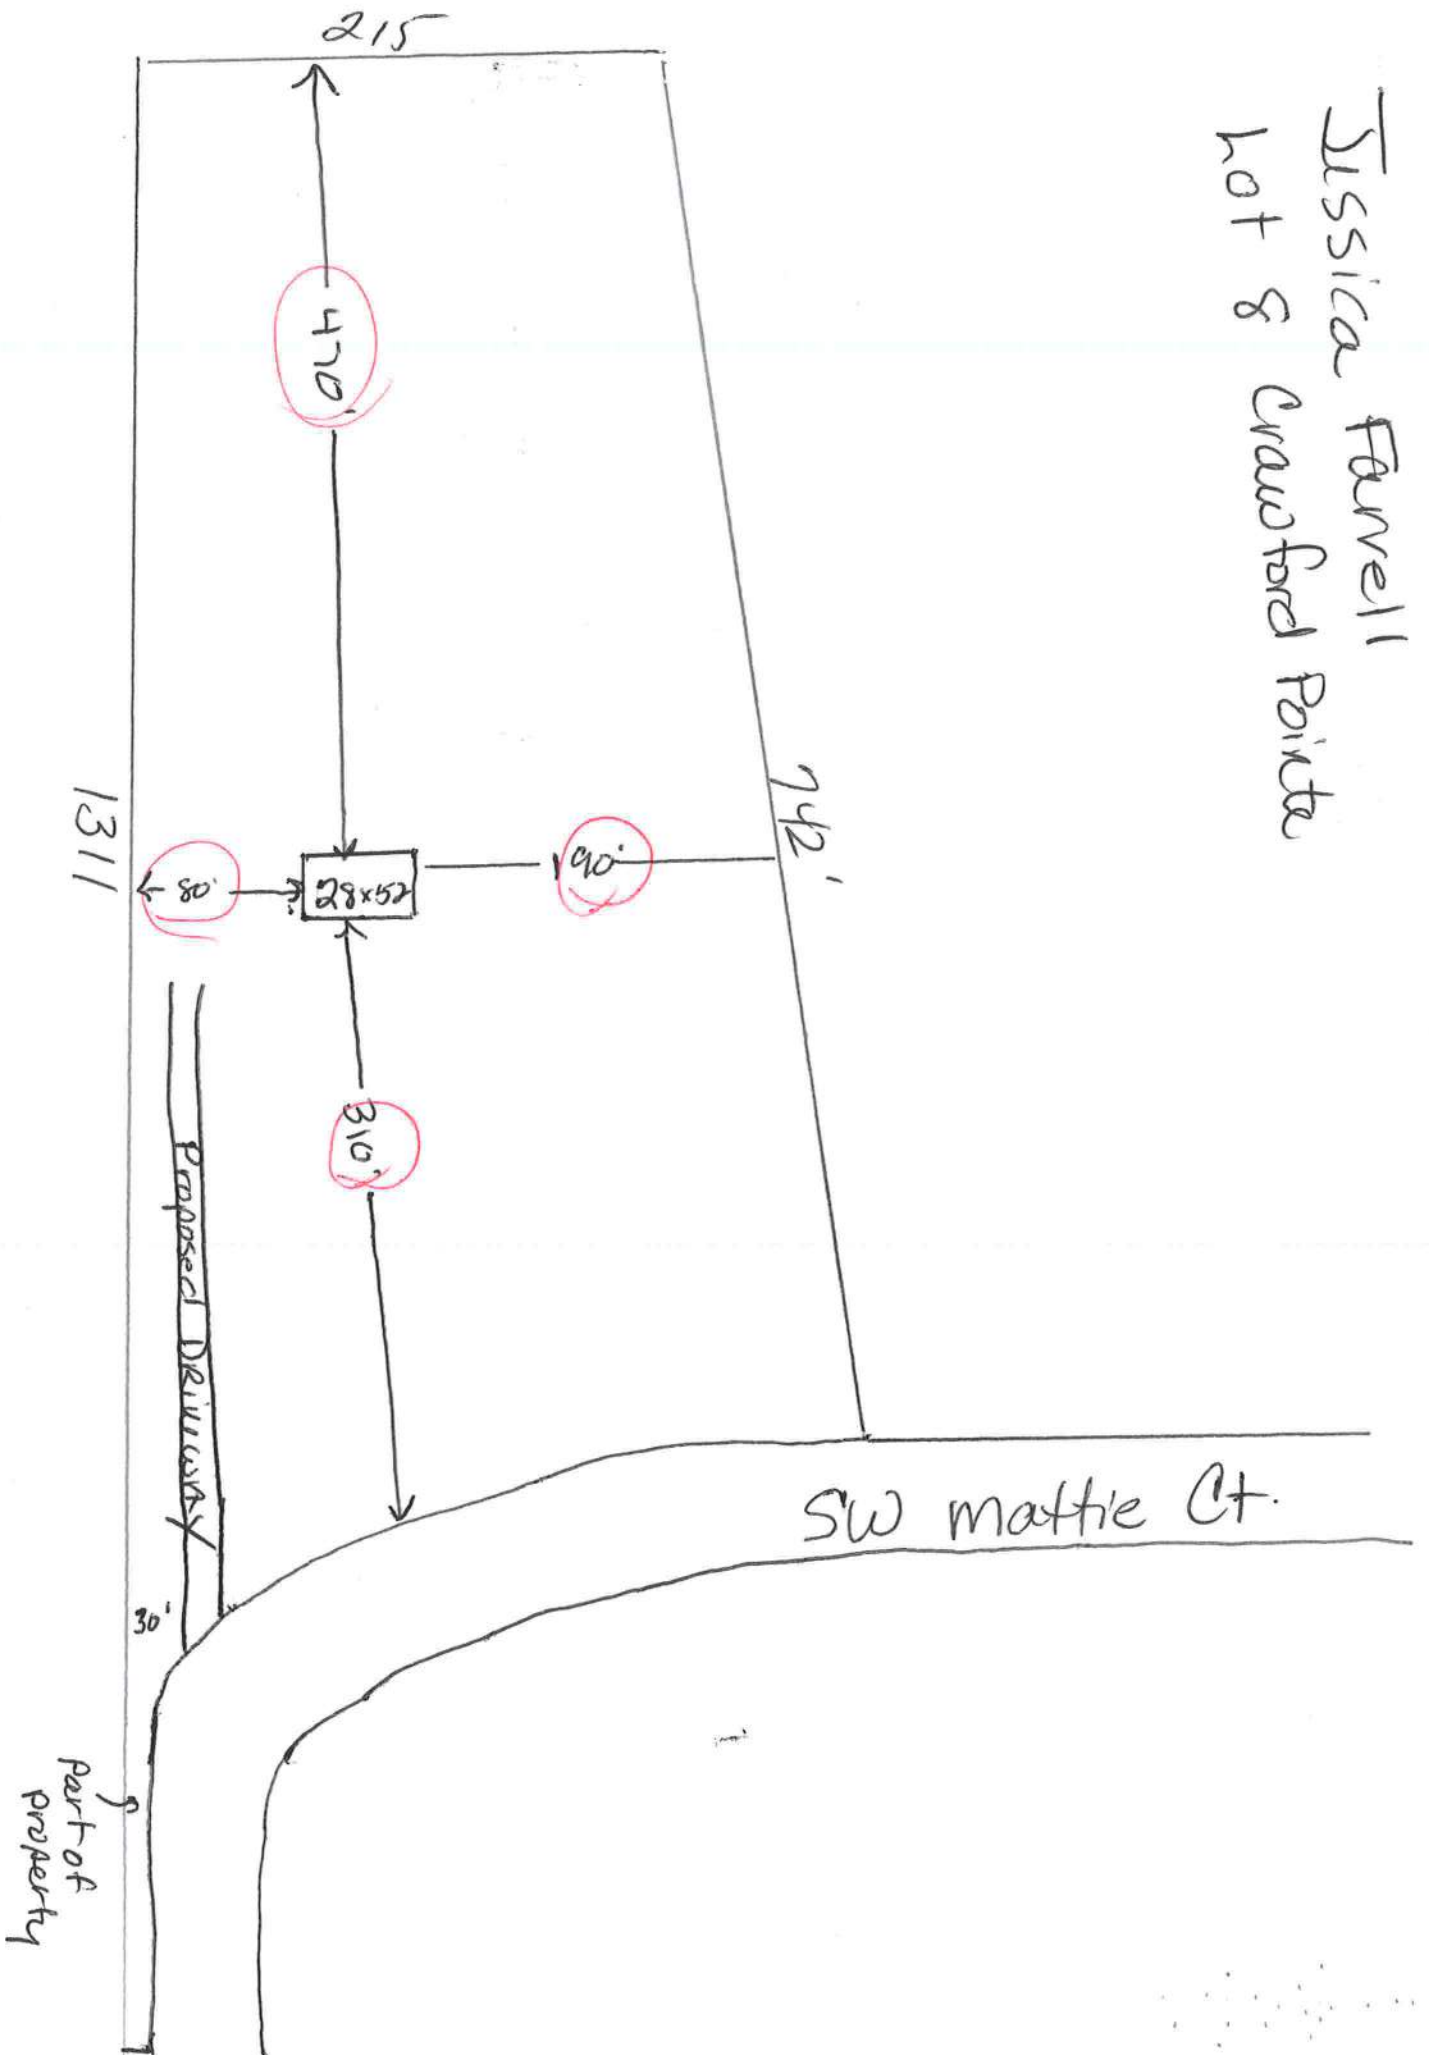 Jessica Farvell
Lot 8 Crawford Pointe
215
470'
742'
1311
80'
28x52
90'
310'
Proposed DRiveway
SW mattie Ct.
30'
part of
property